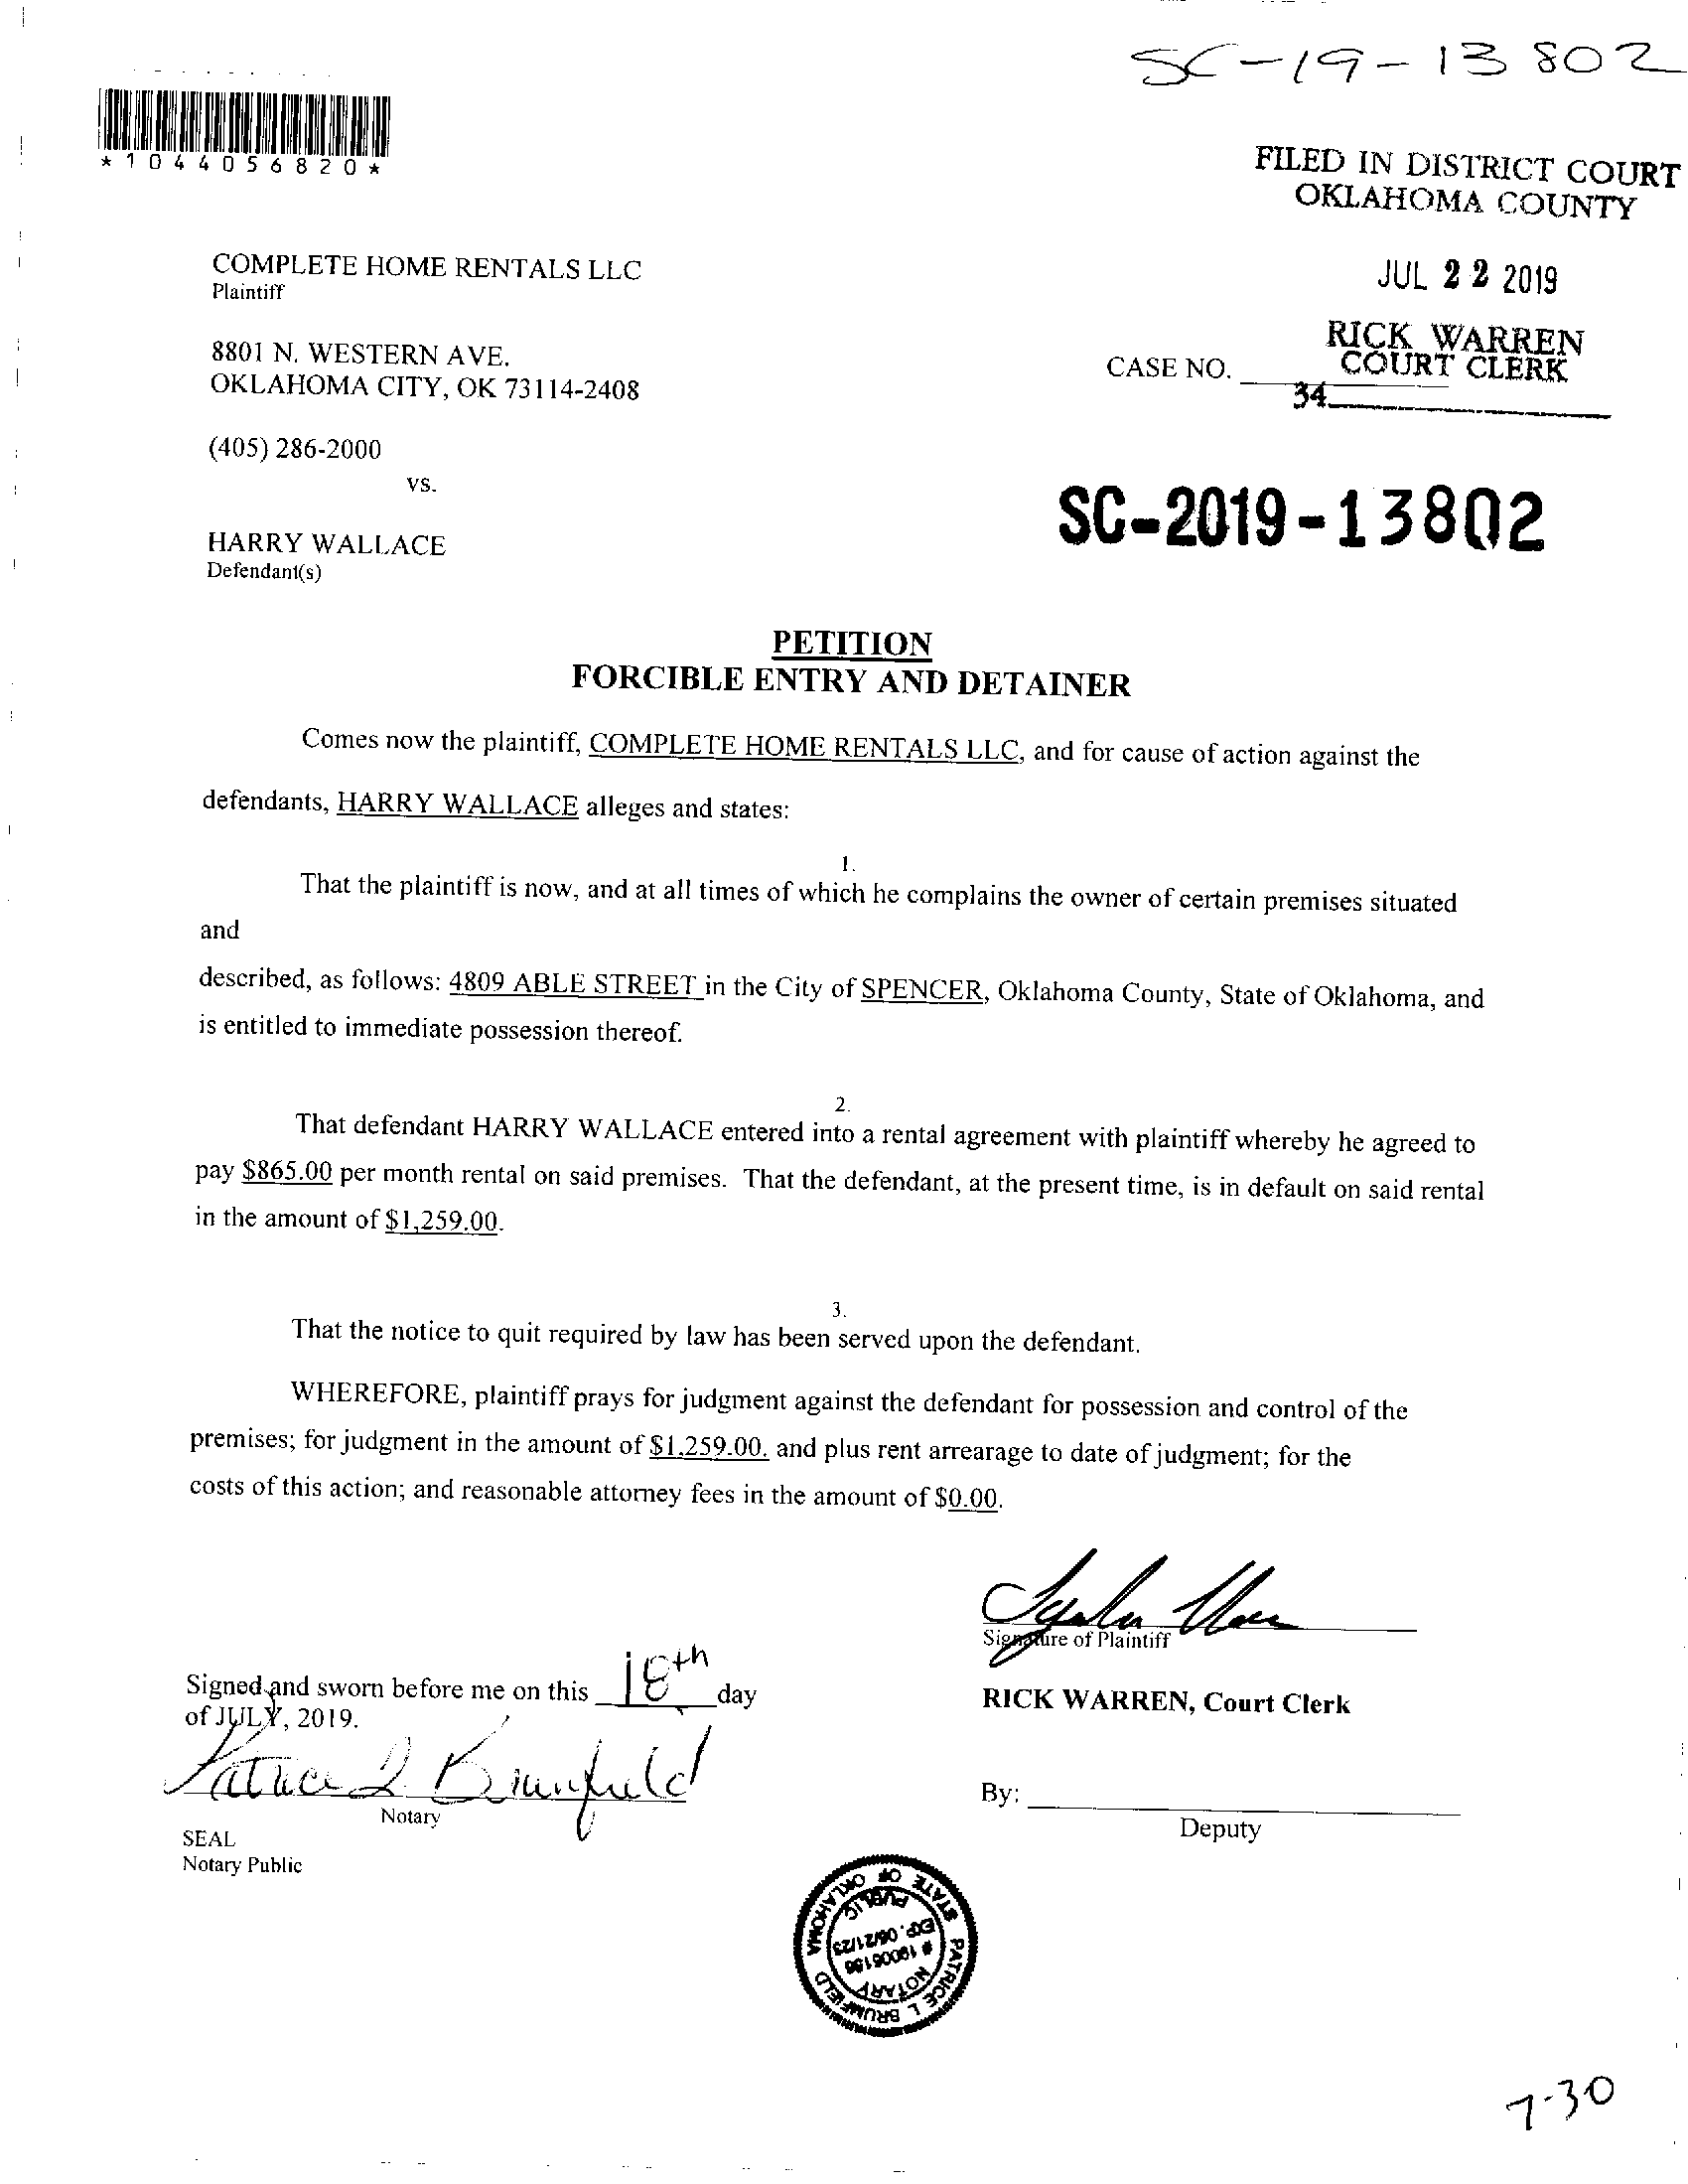 SC-19-13802
*1044056820*
FILED IN DISTRICT COURT
OKLAHOMA COUNTY
JUL 22 2019
RICK WARREN
COURT CLERK
34
COMPLETE HOME RENTALS LLC
Plaintiff
8801 N. WESTERN AVE.
OKLAHOMA CITY, OK 73114-2408
CASE NO.
(405) 286-2000
vs.
SC-2019-13802
HARRY WALLACE
Defendant(s)
PETITION
FORCIBLE ENTRY AND DETAINER
Comes now the plaintiff, COMPLETE HOME RENTALS LLC, and for cause of action against the
defendants, HARRY WALLACE alleges and states:
1.
That the plaintiff is now, and at all times of which he complains the owner of certain premises situated
and
described, as follows: 4809 ABLE STREET in the City of SPENCER, Oklahoma County, State of Oklahoma, and
is entitled to immediate possession thereof.
2.
That defendant HARRY WALLACE entered into a rental agreement with plaintiff whereby he agreed to
pay $865.00 per month rental on said premises. That the defendant, at the present time, is in default on said rental
in the amount of $1,259.00.
3.
That the notice to quit required by law has been served upon the defendant.
WHEREFORE, plaintiff prays for judgment against the defendant for possession and control of the
premises; for judgment in the amount of $1,259.00. and plus rent arrearage to date of judgment; for the
costs of this action; and reasonable attorney fees in the amount of $0.00.
Signature of Plaintiff
Signed and sworn before me on this 18th day
of JULY, 2019.
RICK WARREN, Court Clerk
Patrice L Brumfield
Notary
By:
Deputy
SEAL
Notary Public
PATRICE L BRUMFIELD
STATE OF OKLAHOMA
NOTARY
# 19006196
EXP. 06/21/23
PUBLIC
7-30